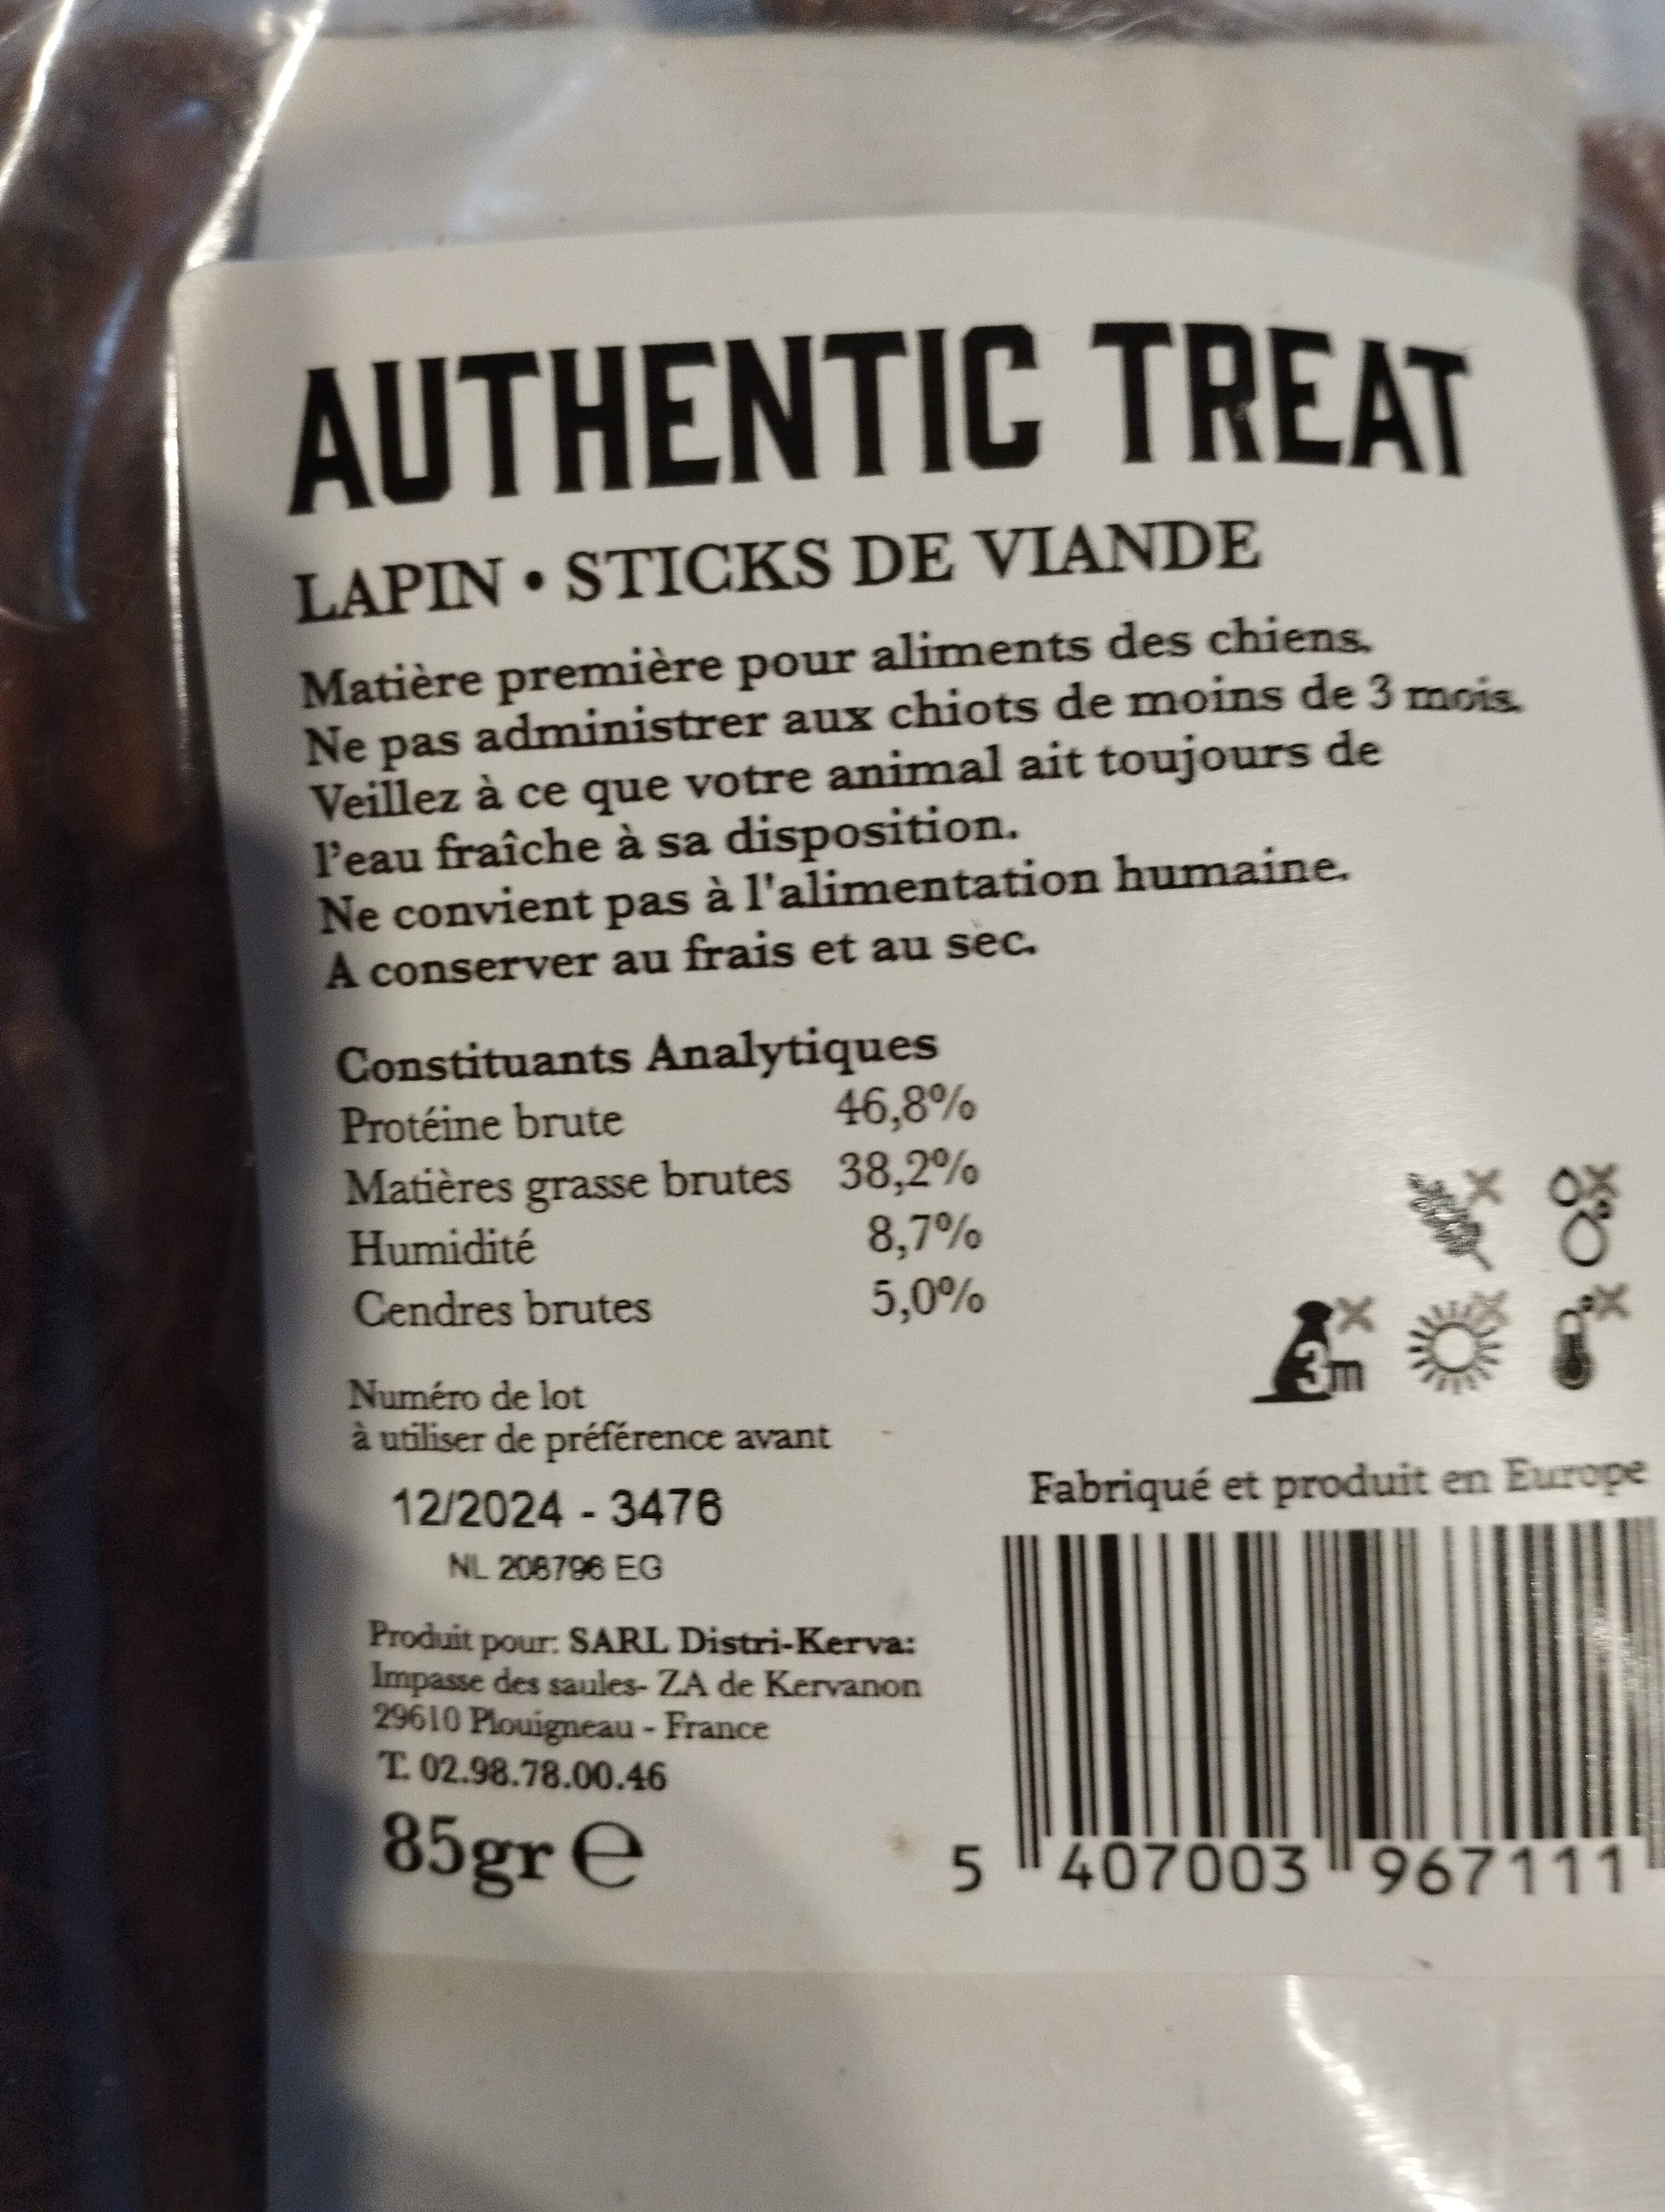 AUTHENTIC TREAT
LAPIN • STICKS DE VIANDE
Matière première pour aliments des chiens.
Ne pas administrer aux chiots de moins de 3 mois.
Veillez à ce que votre animal ait toujours de
l'eau fraîche à sa disposition.
Ne convient pas à l'alimentation humaine.
A conserver au frais et au sec.
Constituants Analytiques
Protéine brute 46,8%
Matières grasse brutes 38,2%
Humidité 8,7%
Cendres brutes 5,0%
3m
Numéro de lot
à utiliser de préférence avant
12/2024 - 3476
NL 208796 EG
Fabriqué et produit en Europe
Produit pour: SARL Distri-Kerva:
Impasse des saules- ZA de Kervanon
29610 Plouigneau - France
T. 02.98.78.00.46
85gr ℮
5 407003 967111